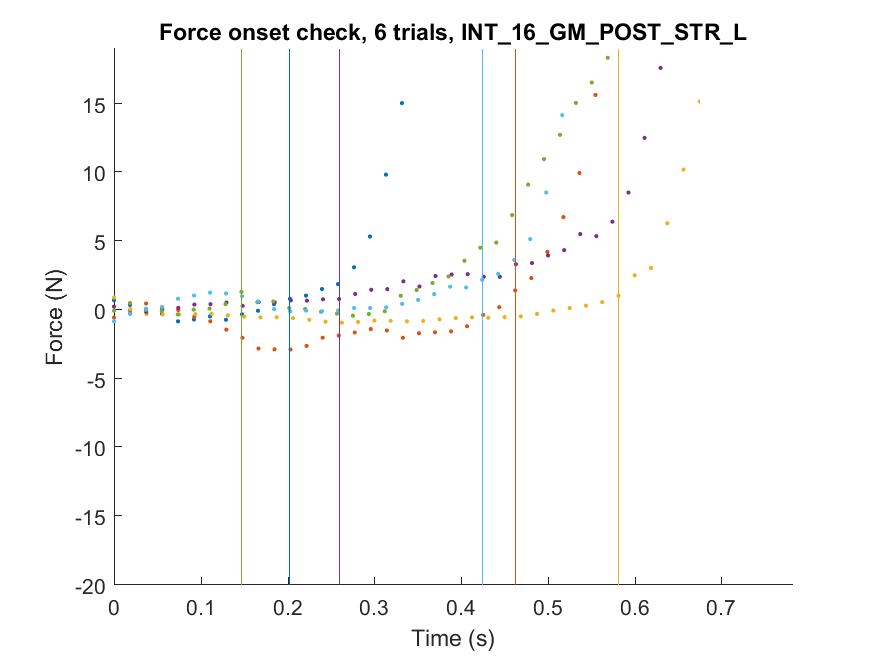 Force onset check, 6 trials, INT_16_GM_POST_STR_L
15
10
5
0
-5
-10
-15
-20
Force (N)
0 0.1 0.2 0.3 0.4 0.5 0.6 0.7
Time (s)